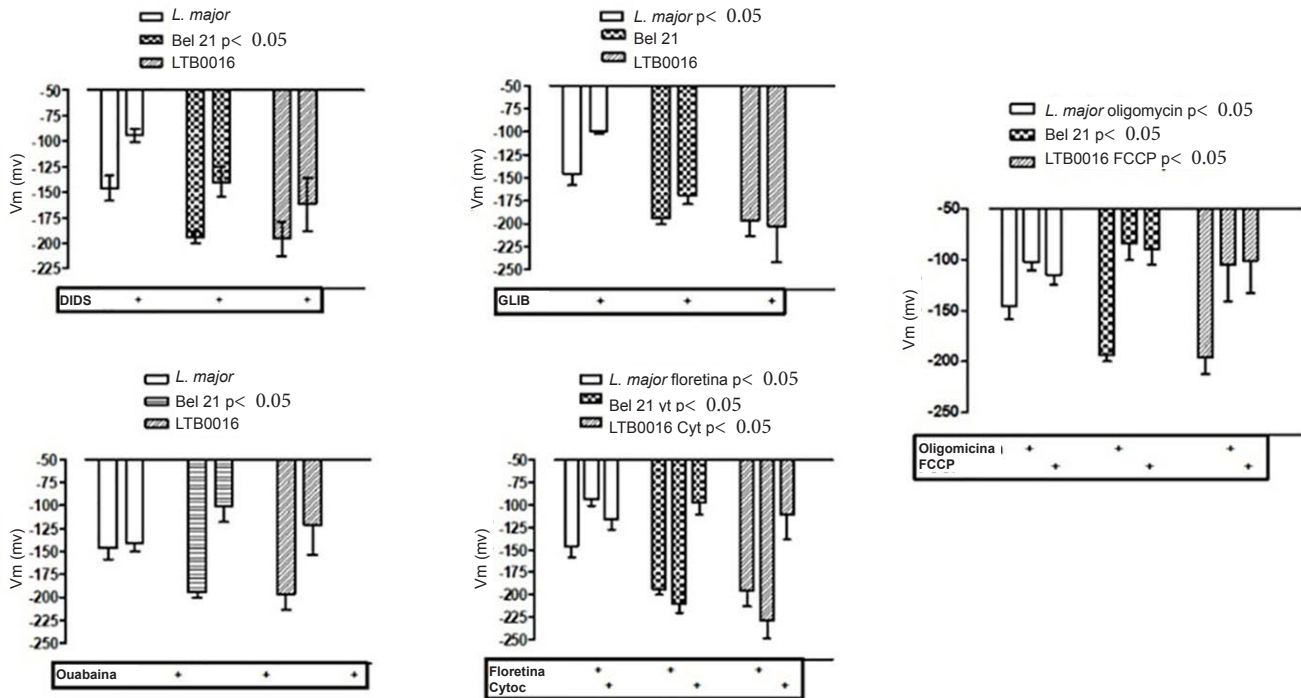 L. major
Bel 21 p< 0.05
LTB0016
-50
-75
-100
-125
-150
-175
-200
-225
Vm (mv)
DIDS + + +
L. major p< 0.05
Bel 21
LTB0016
-50
-75
-100
-125
-150
-175
-200
-225
-250
Vm (mv)
GLIB + + +
L. major oligomycin p< 0.05
Bel 21 p< 0.05
LTB0016 FCCP p< 0.05
-50
-100
-150
-200
-250
Vm (mv)
Oligomicina + + +
FCCP + + +
L. major
Bel 21 p< 0.05
LTB0016
-50
-75
-100
-125
-150
-175
-200
-225
-250
Vm (mv)
Ouabaina + + +
L. major floretina p< 0.05
Bel 21 yt p< 0.05
LTB0016 Cyt p< 0.05
-50
-75
-100
-125
-150
-175
-200
-225
-250
Vm (mv)
Floretina + + +
Cytoc + + +